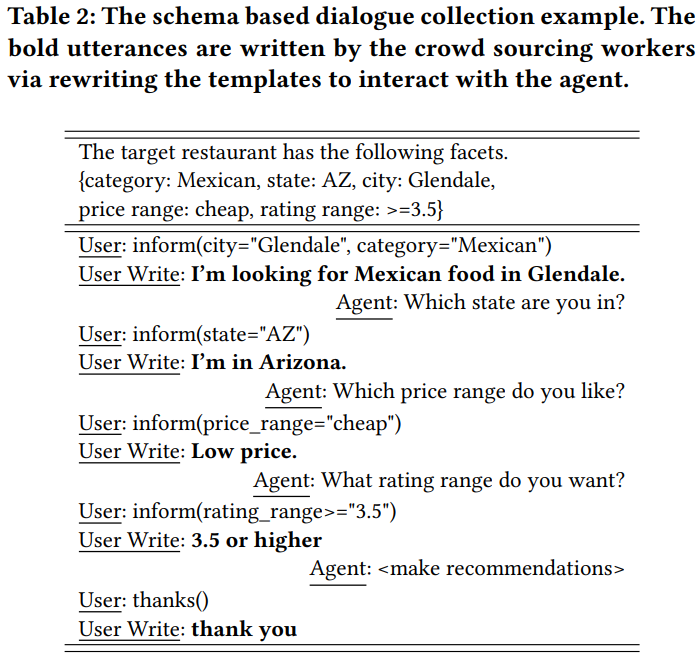 Table 2: The schema based dialogue collection example. The
bold utterances are written by the crowd sourcing workers
via rewriting the templates to interact with the agent.
The target restaurant has the following facets.
{category: Mexican, state: AZ, city: Glendale,
price range: cheap, rating range: >=3.5}
User: inform(city="Glendale", category="Mexican")
User Write: I’m looking for Mexican food in Glendale.
Agent: Which state are you in?
User: inform(state="AZ")
User Write: I’m in Arizona.
Agent: Which price range do you like?
User: inform(price_range="cheap")
User Write: Low price.
Agent: What rating range do you want?
User: inform(rating_range>="3.5")
User Write: 3.5 or higher
Agent: <make recommendations>
User: thanks()
User Write: thank you